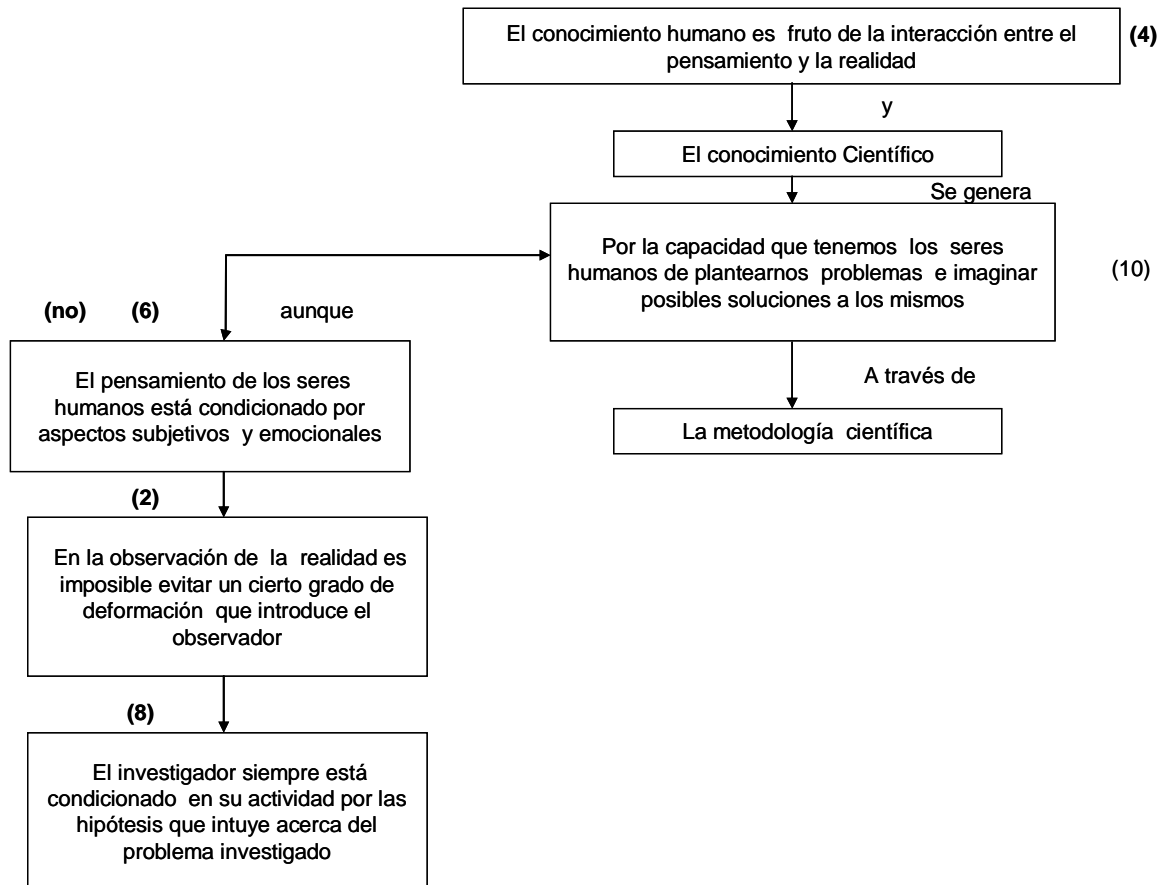 El conocimiento humano es fruto de la interacción entre el
pensamiento y la realidad
(4)
y
El conocimiento Científico
Se genera
Por la capacidad que tenemos los seres
humanos de plantearnos problemas e imaginar
posibles soluciones a los mismos
(10)
(no) (6) aunque
El pensamiento de los seres
humanos está condicionado por
aspectos subjetivos y emocionales
A través de
La metodología científica
(2)
En la observación de la realidad es
imposible evitar un cierto grado de
deformación que introduce el
observador
(8)
El investigador siempre está
condicionado en su actividad por las
hipótesis que intuye acerca del
problema investigado